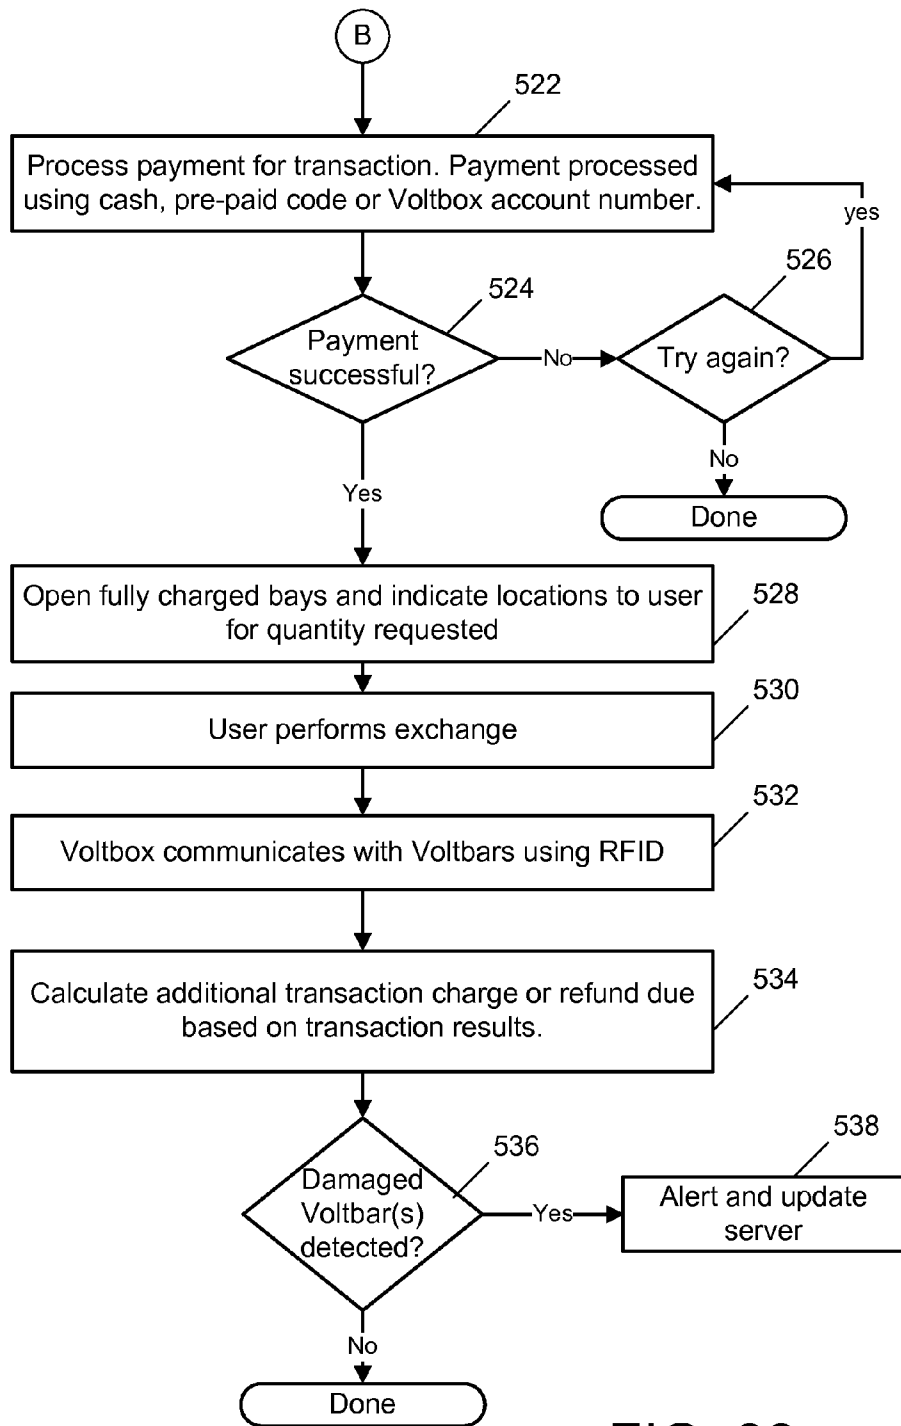 B
522
Process payment for transaction. Payment processed
using cash, pre-paid code or Voltbox account number.
yes
524
526
Payment
successful?
No
Try again?
No
Yes
Done
Open fully charged bays and indicate locations to user
for quantity requested
528
530
User performs exchange
532
Voltbox communicates with Voltbars using RFID
534
Calculate additional transaction charge or refund due
based on transaction results.
536
538
Damaged
Voltbar(s)
detected?
Yes
Alert and update
server
No
Done